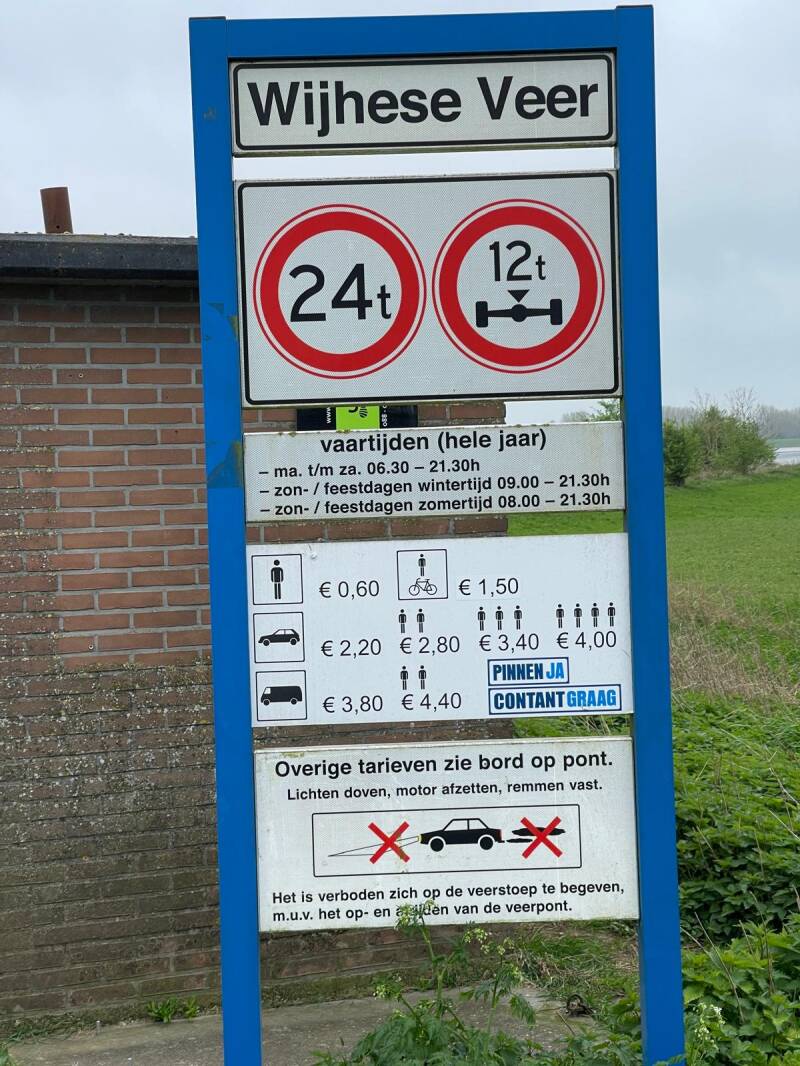 Wijhese Veer
24t
12t
vaartijden (hele jaar)
– ma. t/m za. 06.30 – 21.30h
– zon- / feestdagen wintertijd 09.00 – 21.30h
– zon- / feestdagen zomertijd 08.00 – 21.30h
€ 0,60 € 1,50
€ 2,20 € 2,80 € 3,40 € 4,00
PINNEN JA
€ 3,80 € 4,40 CONTANT GRAAG
Overige tarieven zie bord op pont.
Lichten doven, motor afzetten, remmen vast.
Het is verboden zich op de veerstoep te begeven,
m.u.v. het op- en van de veerpont.